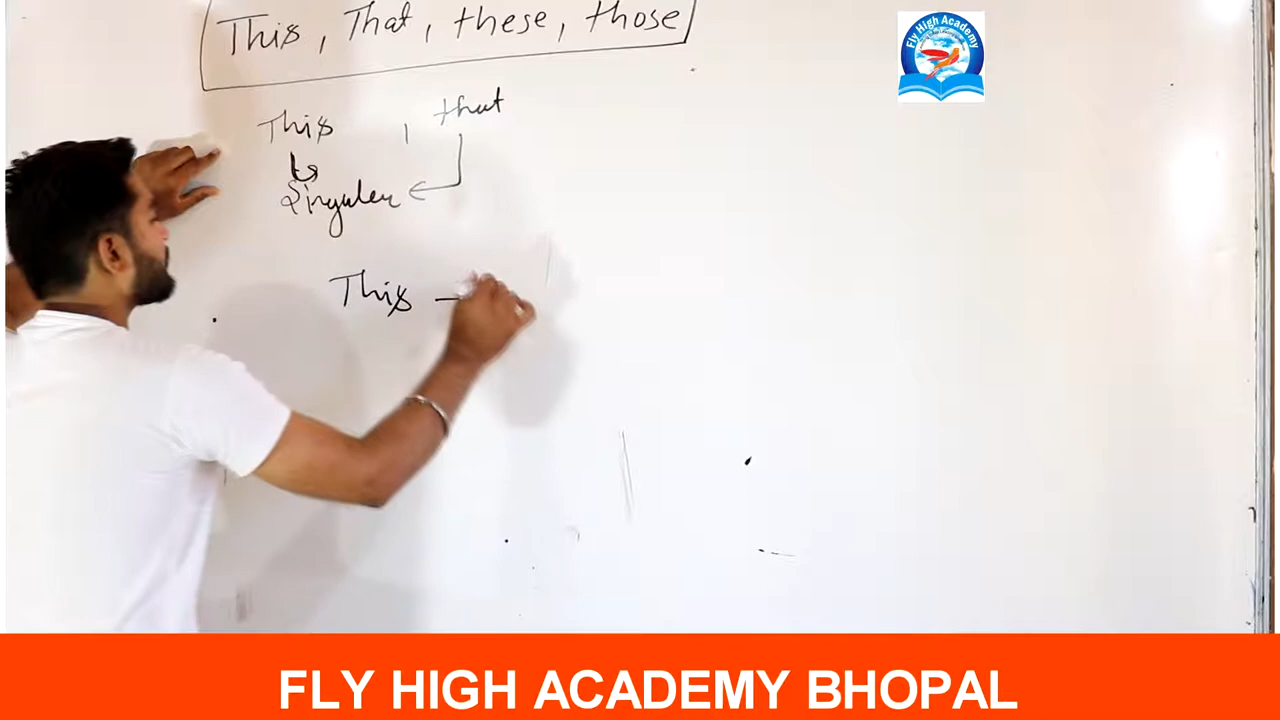 This, That, these, those
This , that
Singular
This —
Fly High Academy
FLY HIGH ACADEMY BHOPAL